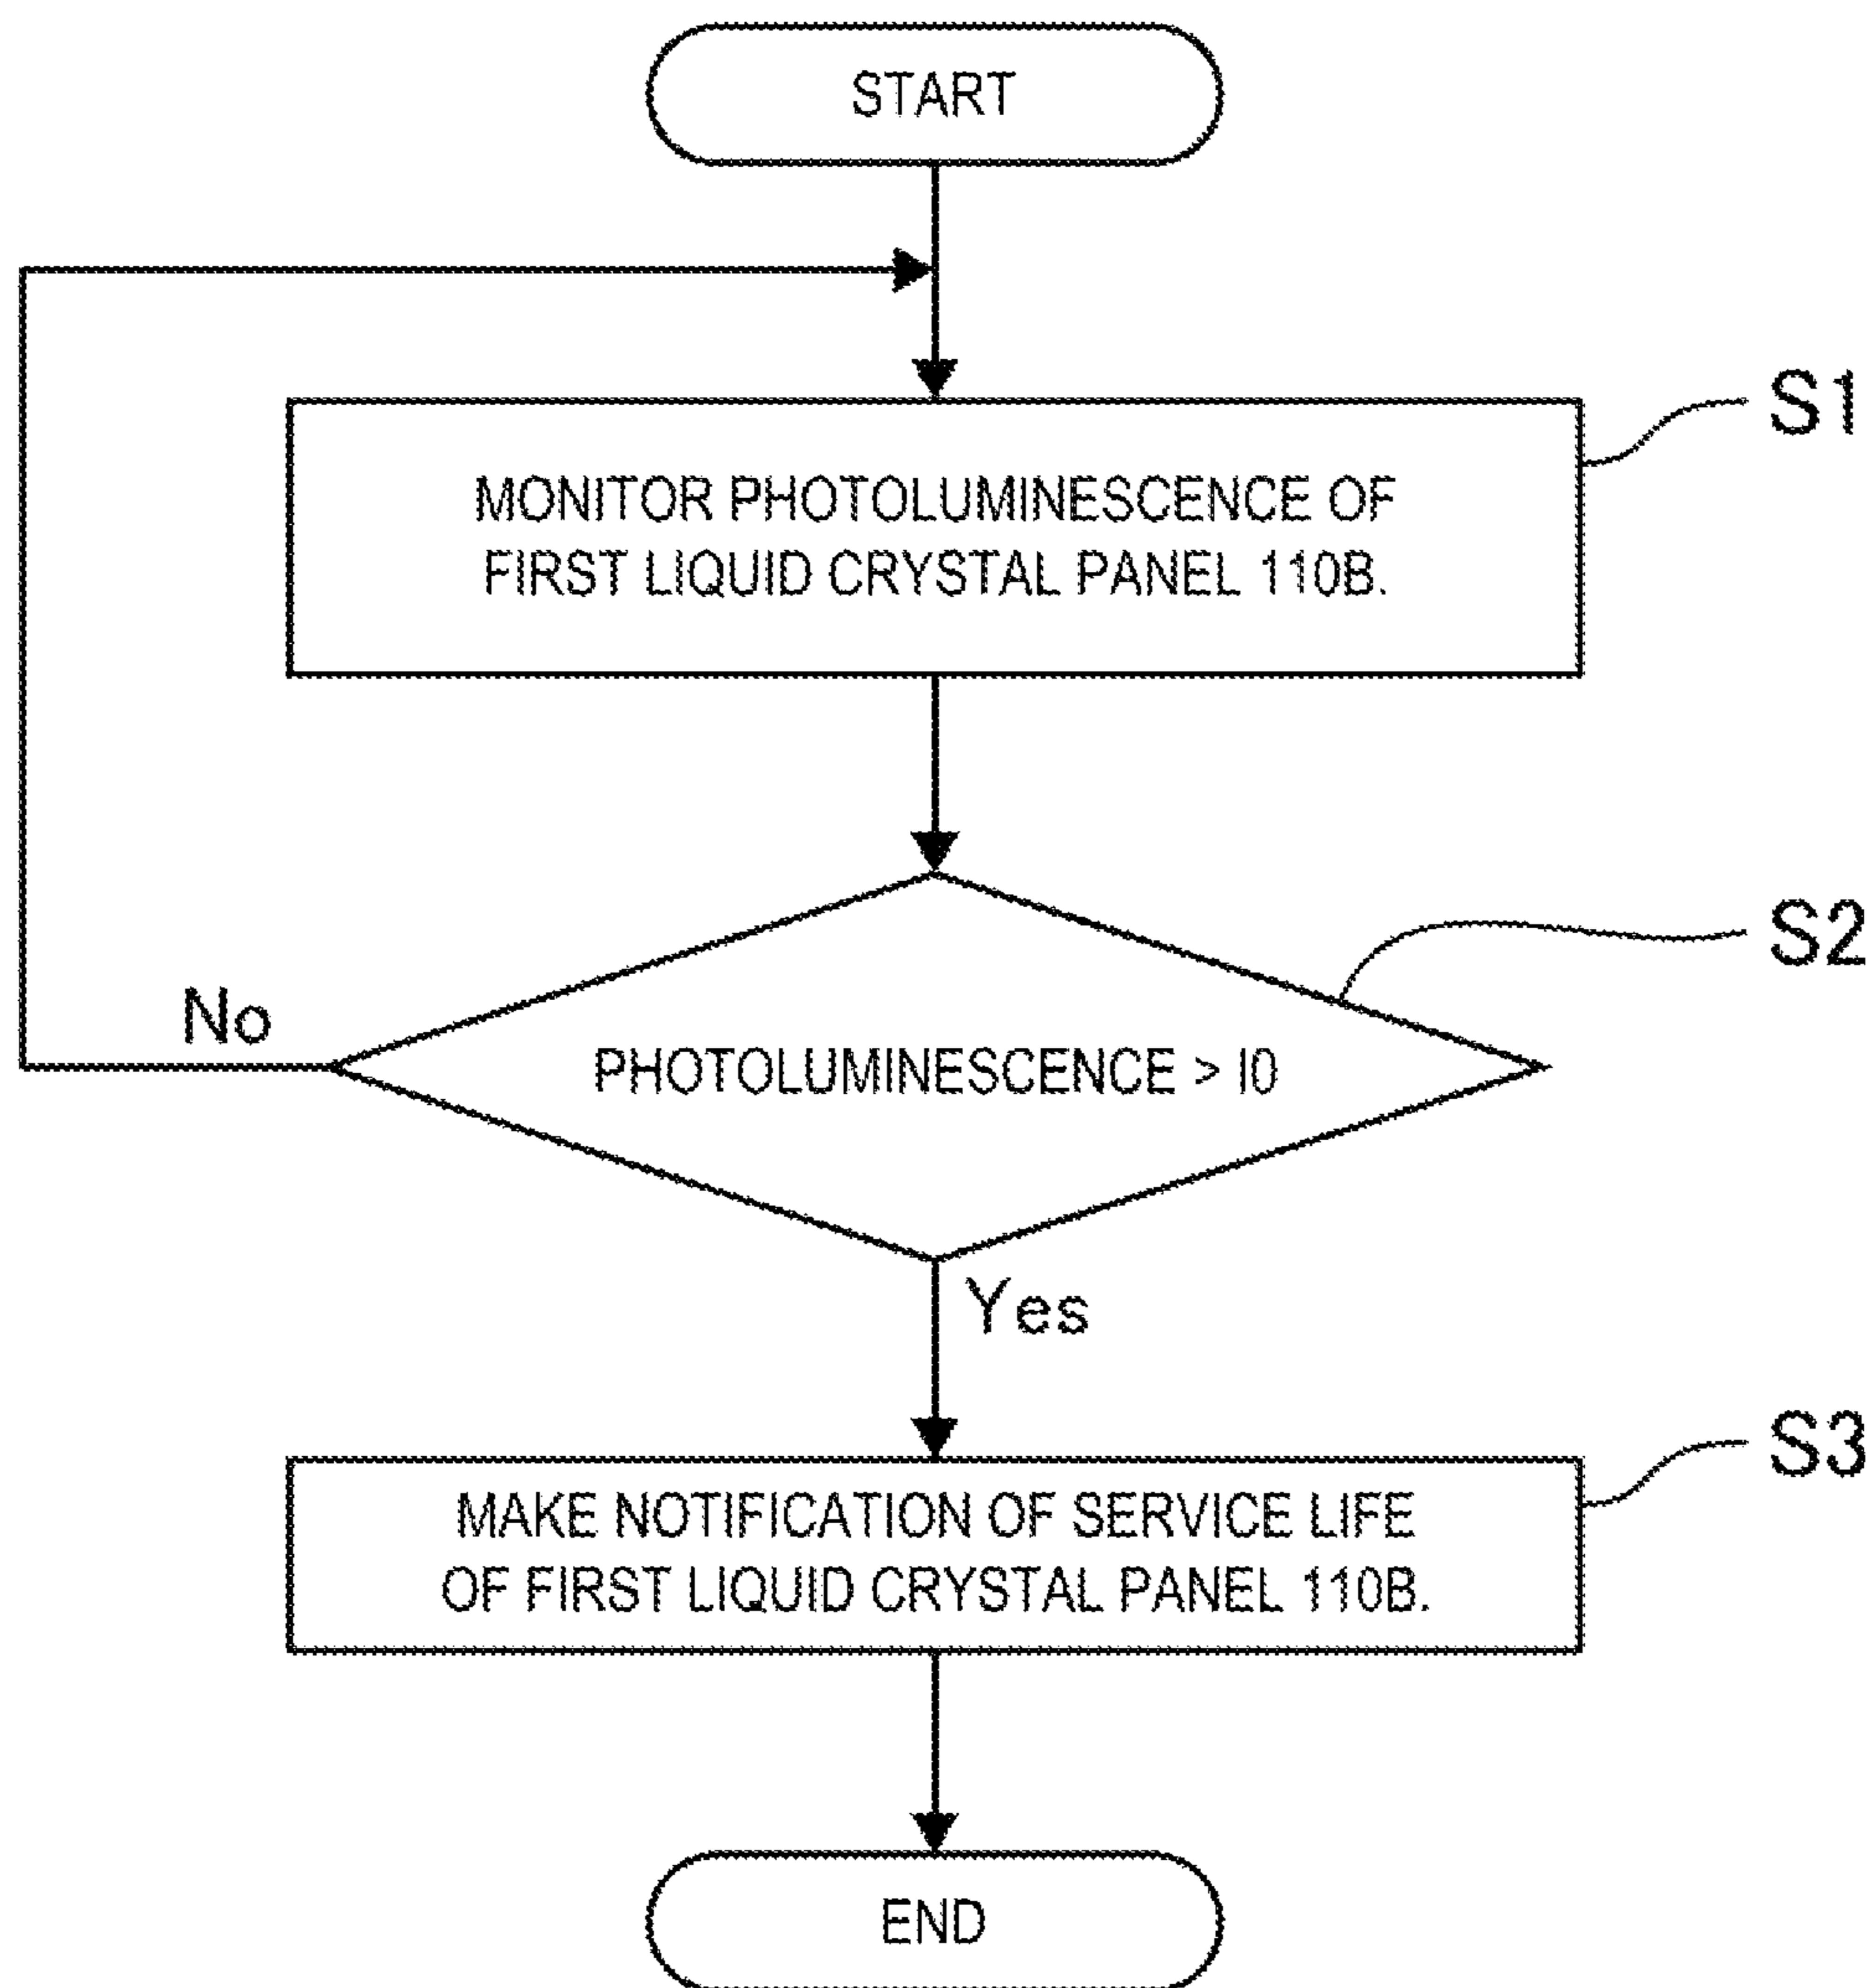 START
S1
MONITOR PHOTOLUMINESCENCE OF
FIRST LIQUID CRYSTAL PANEL 110B.
S2
No
PHOTOLUMINESCENCE > I0
Yes
S3
MAKE NOTIFICATION OF SERVICE LIFE
OF FIRST LIQUID CRYSTAL PANEL 110B.
END